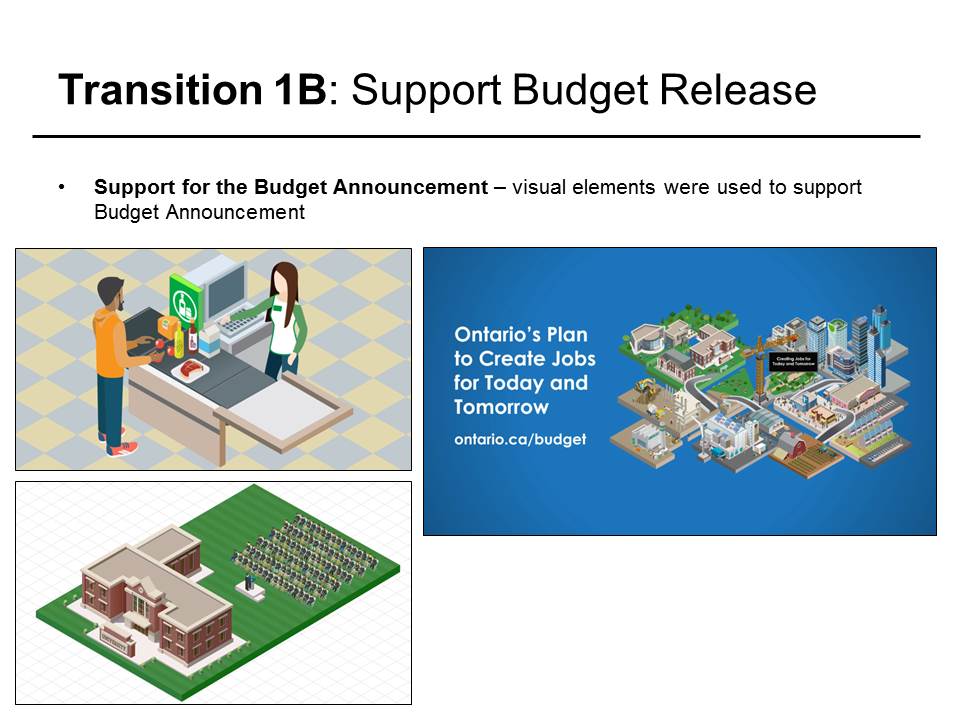 Transition 1B: Support Budget Release
• Support for the Budget Announcement – visual elements were used to support
Budget Announcement
Ontario's Plan
to Create Jobs
for Today and
Tomorrow
ontario.ca/budget
Creating Jobs for
Today and Tomorrow
UNIVERSITY